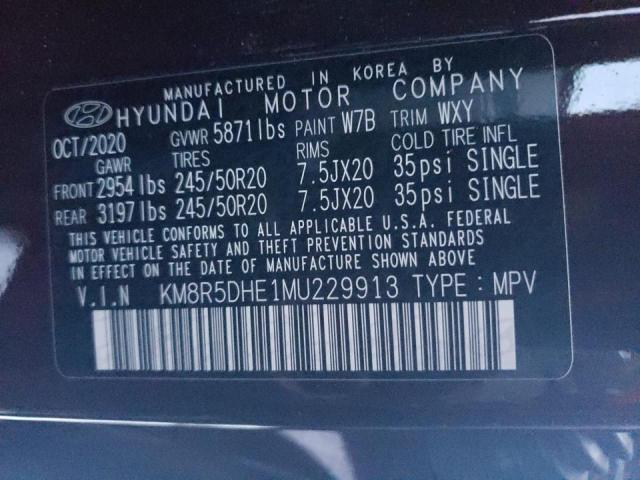 MANUFACTURED IN KOREA BY
HYUNDAI MOTOR COMPANY
OCT/2020 GVWR 5871lbs PAINT W7B TRIM WXY
GAWR TIRES RIMS COLD TIRE INFL
FRONT 2954 lbs 245/50R20 7.5JX20 35psi SINGLE
REAR 3197 lbs 245/50R20 7.5JX20 35psi SINGLE
THIS VEHICLE CONFORMS TO ALL APPLICABLE U.S.A. FEDERAL
MOTOR VEHICLE SAFETY AND THEFT PREVENTION STANDARDS
IN EFFECT ON THE DATE OF MANUFACTURE SHOWN ABOVE
V.I.N KM8R5DHE1MU229913 TYPE : MPV